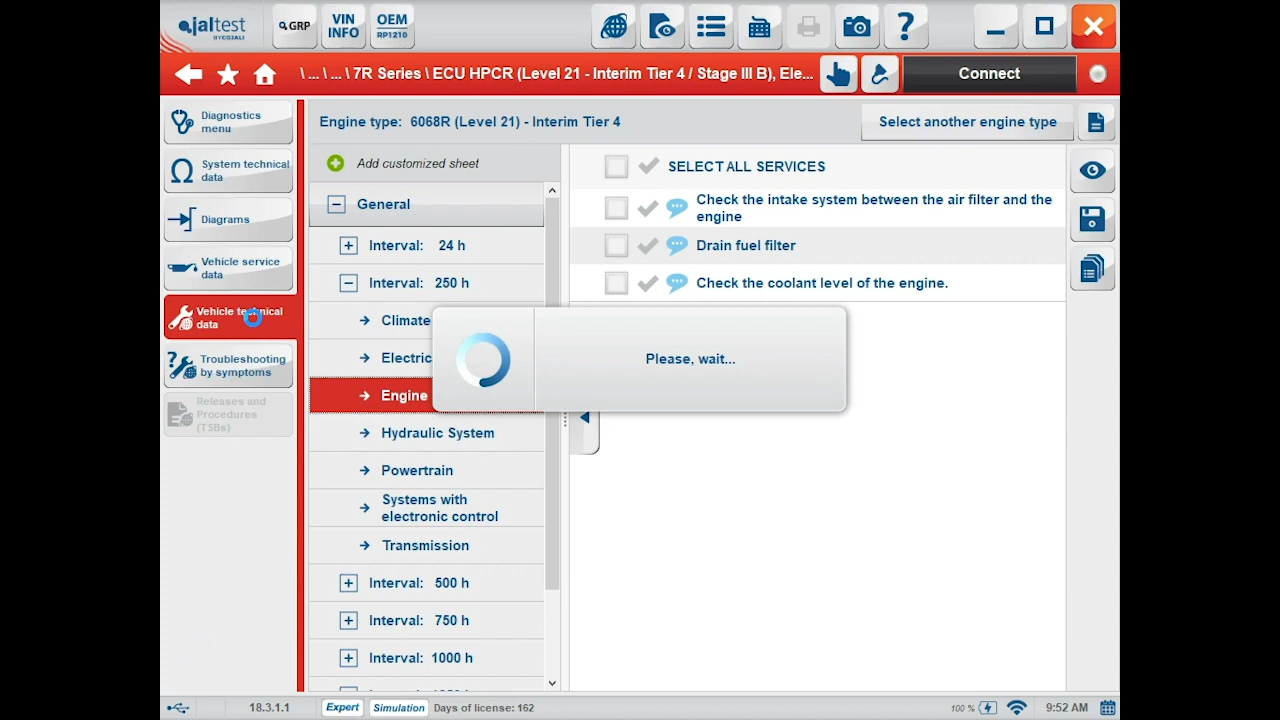 jaltest
BY COJALI
GRP
VIN
INFO
OEM
RP1210
?
\ ... \ ... \ 7R Series \ ECU HPCR (Level 21 - Interim Tier 4 / Stage III B), Ele...
Connect
Diagnostics
menu
System technical
data
Diagrams
Vehicle service
data
Vehicle technical
data
Troubleshooting
by symptoms
Releases and
Procedures
(TSBs)
Engine type: 6068R (Level 21) - Interim Tier 4
Select another engine type
Add customized sheet
General
Interval: 24 h
Interval: 250 h
Climate
Electric
Engine
Hydraulic System
Powertrain
Systems with
electronic control
Transmission
Interval: 500 h
Interval: 750 h
Interval: 1000 h
SELECT ALL SERVICES
Check the intake system between the air filter and the
engine
Drain fuel filter
Check the coolant level of the engine.
Please, wait...
18.3.1.1
Expert
Simulation
Days of license: 162
100 %
9:52 AM